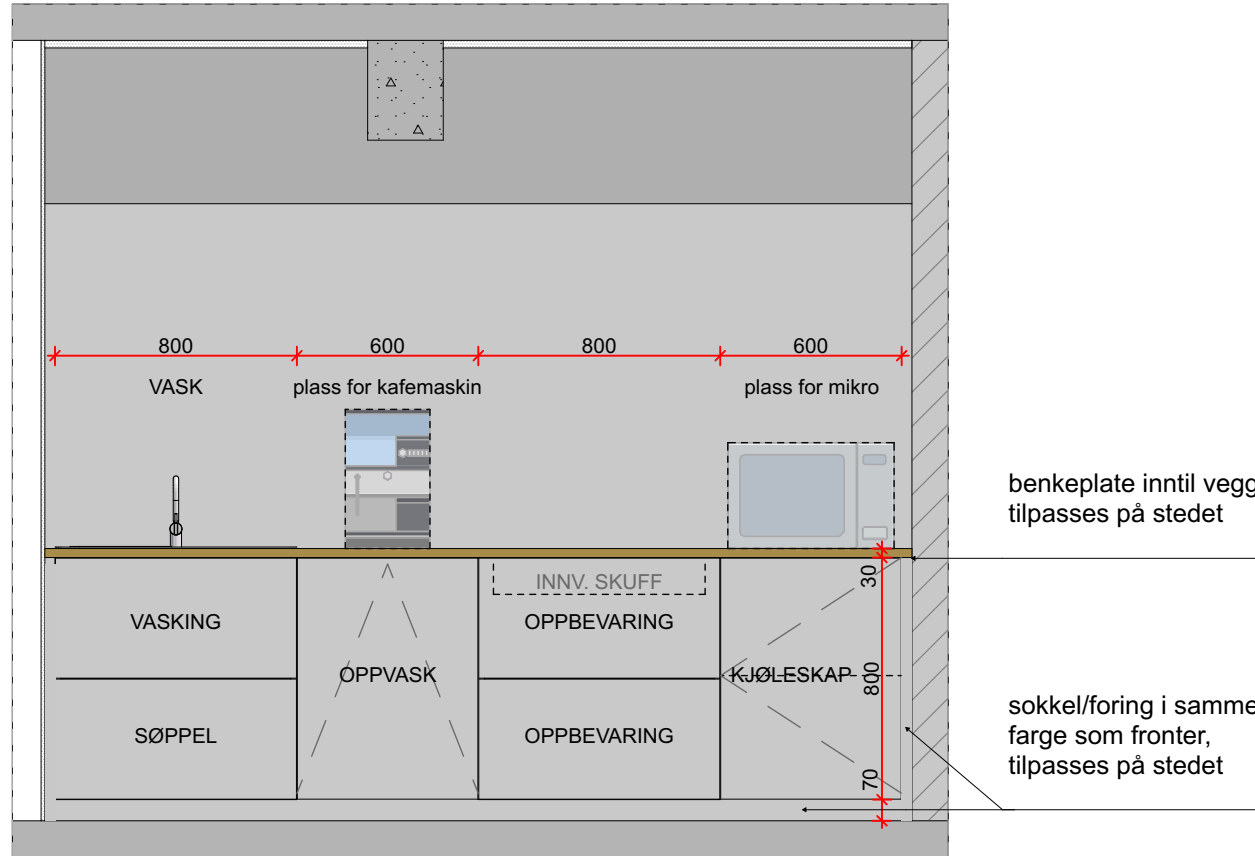 800
600
800
600
VASK
plass for kafemaskin
plass for mikro
benkeplate inntil vegg
tilpasses på stedet
30
INNV. SKUFF
VASKING
OPPBEVARING
OPPVASK
KJØLESKAP
800
SØPPEL
OPPBEVARING
sokkel/foring i samme
farge som fronter,
tilpasses på stedet
70